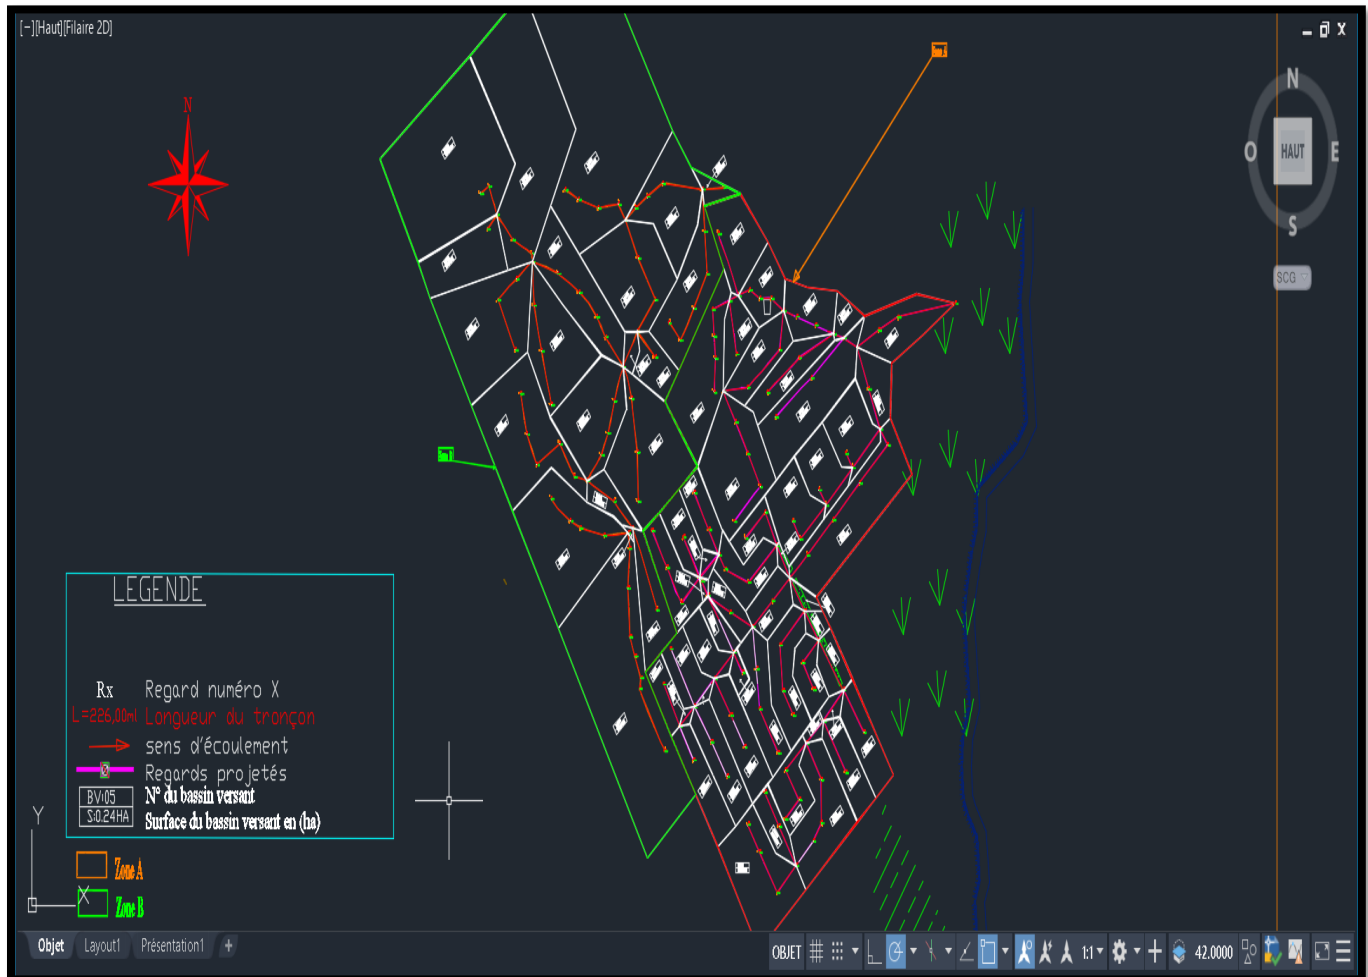 [−][Haut][Filaire 2D]
N
N
O
HAUT
E
S
SCG
LEGENDE
Rx Regard numéro X
L=226,00ml Longueur du tronçon
sens d'écoulement
Regards projetés
BV:05 N° du bassin versant
S:0.24HA Surface du bassin versant en (ha)
Y
X
Zone A
Zone B
Objet Layout1 Présentation1 +
OBJET 1:1 42.0000